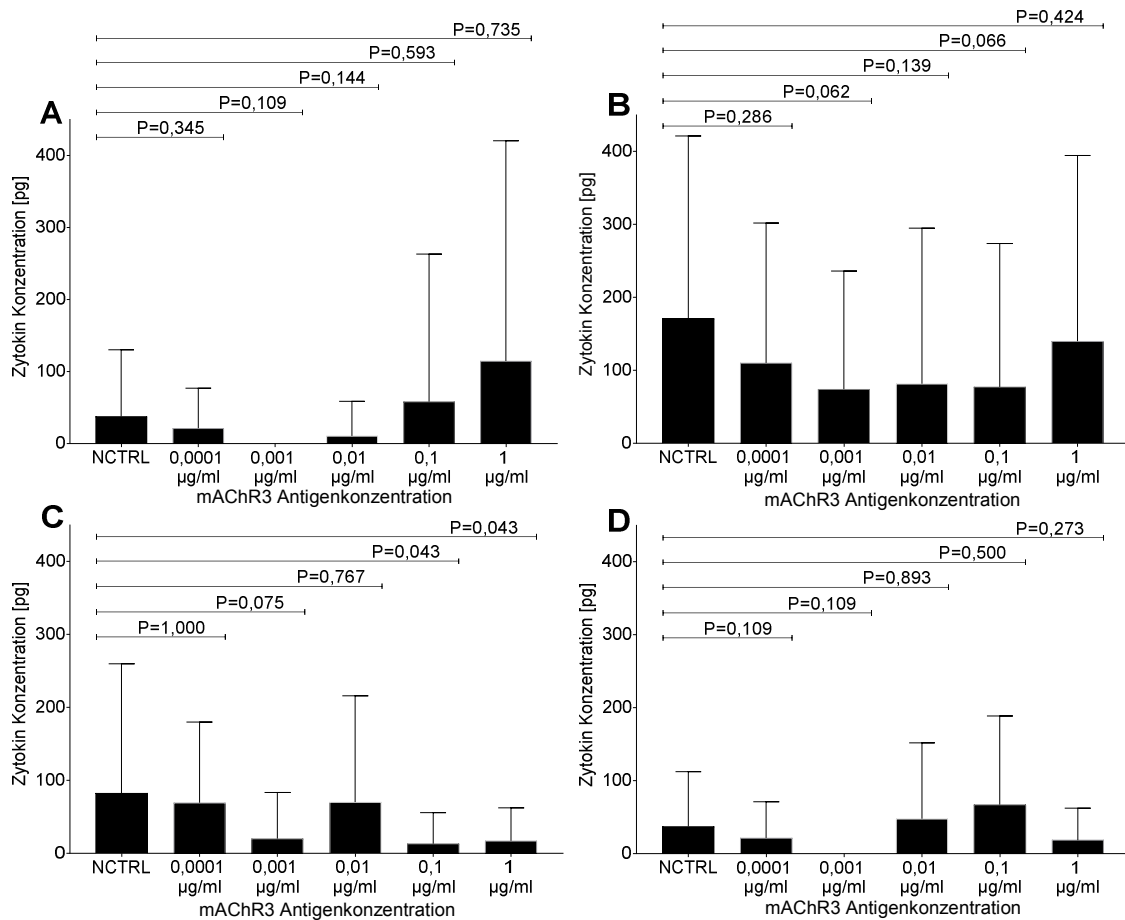 P=0,735
P=0,593
P=0,144
P=0,109
P=0,345
A
Zytokin Konzentration [pg]
400
300
200
100
0
NCTRL 0,0001 0,001 0,01 0,1 1
µg/ml µg/ml µg/ml µg/ml µg/ml
mAChR3 Antigenkonzentration
P=0,424
P=0,066
P=0,139
P=0,062
P=0,286
B
Zytokin Konzentration [pg]
400
300
200
100
0
NCTRL 0,0001 0,001 0,01 0,1 1
µg/ml µg/ml µg/ml µg/ml µg/ml
mAChR3 Antigenkonzentration
C
P=0,043
P=0,043
P=0,767
P=0,075
P=1,000
Zytokin Konzentration [pg]
400
300
200
100
0
NCTRL 0,0001 0,001 0,01 0,1 1
µg/ml µg/ml µg/ml µg/ml µg/ml
mAChR3 Antigenkonzentration
D
P=0,273
P=0,500
P=0,893
P=0,109
P=0,109
Zytokin Konzentration [pg]
400
300
200
100
0
NCTRL 0,0001 0,001 0,01 0,1 1
µg/ml µg/ml µg/ml µg/ml µg/ml
mAChR3 Antigenkonzentration